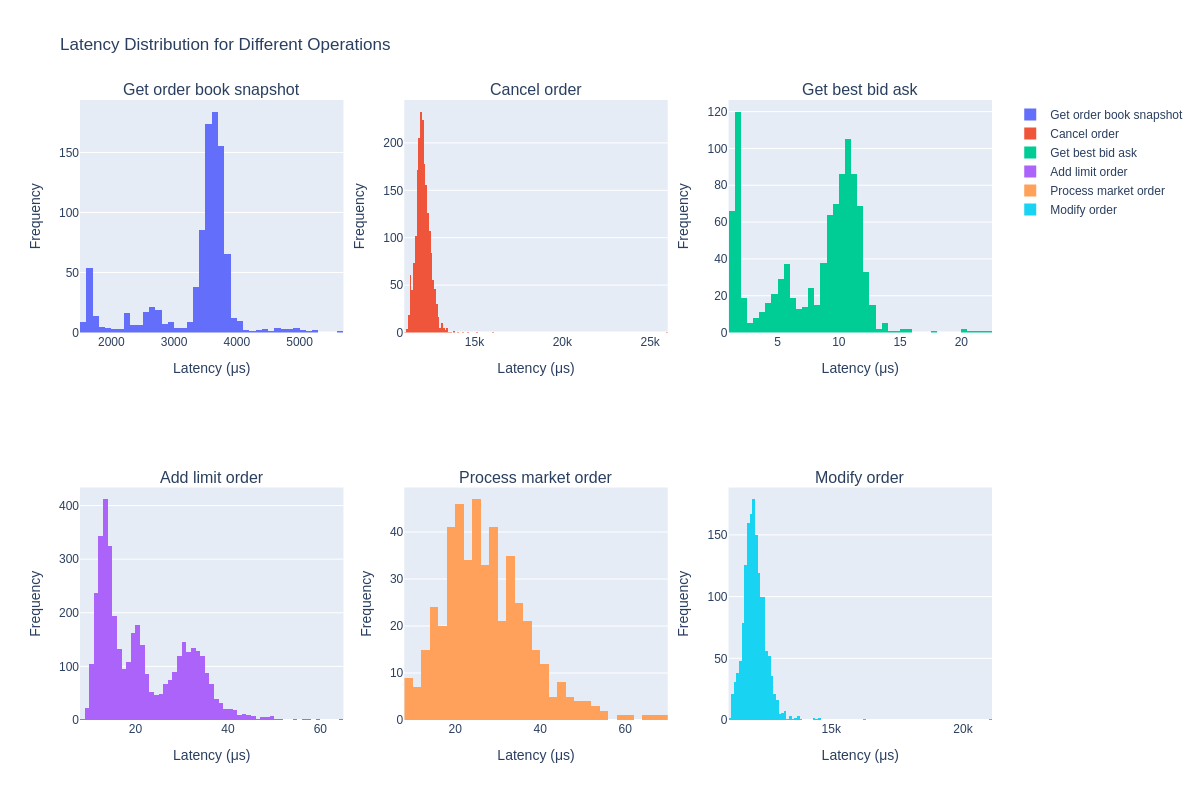 Latency Distribution for Different Operations
Get order book snapshot
Cancel order
Get best bid ask
Frequency
0
50
100
150
2000
3000
4000
5000
Latency (μs)
Frequency
0
50
100
150
200
15k
20k
25k
Latency (μs)
Frequency
0
20
40
60
80
100
120
5
10
15
20
Latency (μs)
Get order book snapshot
Cancel order
Get best bid ask
Add limit order
Process market order
Modify order
Add limit order
Process market order
Modify order
Frequency
0
100
200
300
400
20
40
60
Latency (μs)
Frequency
0
10
20
30
40
20
40
60
Latency (μs)
Frequency
0
50
100
150
15k
20k
Latency (μs)